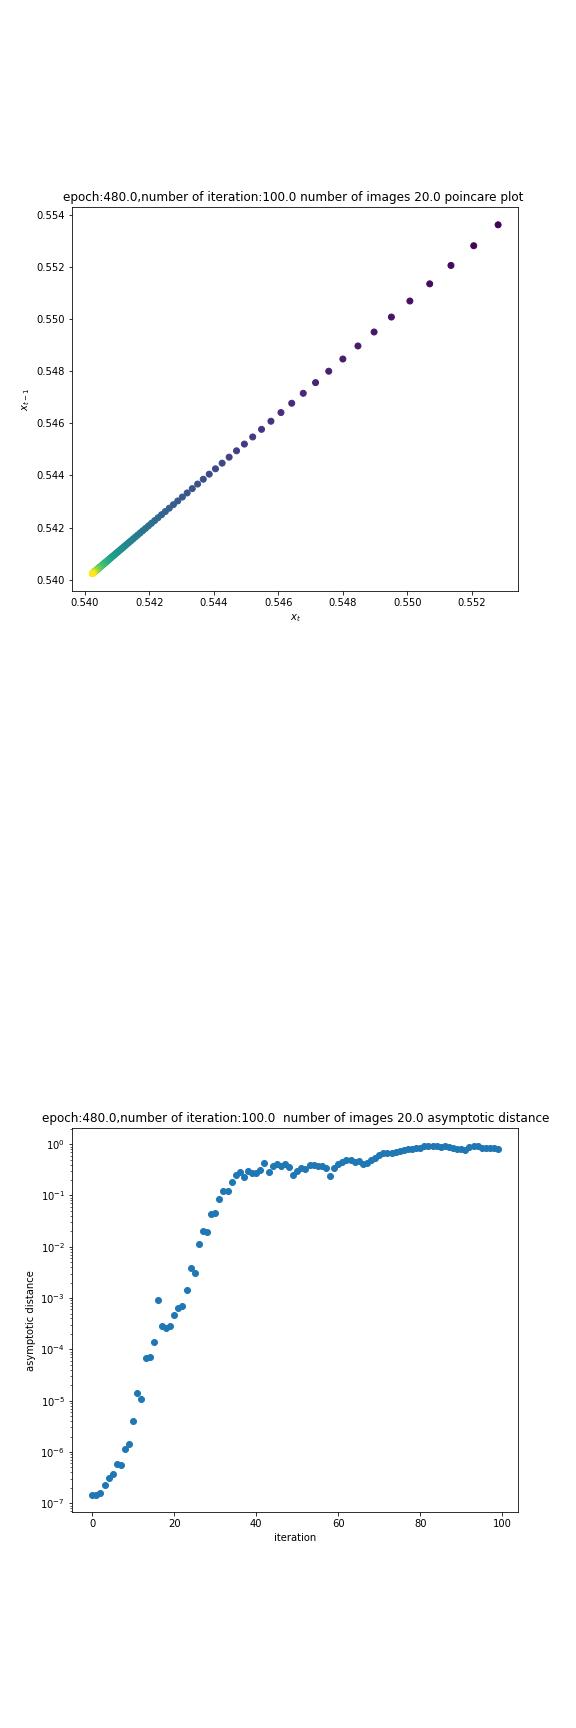 epoch:480.0,number of iteration:100.0 number of images 20.0 poincare plot
0.554
0.552
0.550
0.548
0.546
0.544
0.542
0.540
x_{t−1}
0.540 0.542 0.544 0.546 0.548 0.550 0.552
x_t
epoch:480.0,number of iteration:100.0  number of images 20.0 asymptotic distance
10^0
10^{-1}
10^{-2}
10^{-3}
10^{-4}
10^{-5}
10^{-6}
10^{-7}
asymptotic distance
0 20 40 60 80 100
iteration